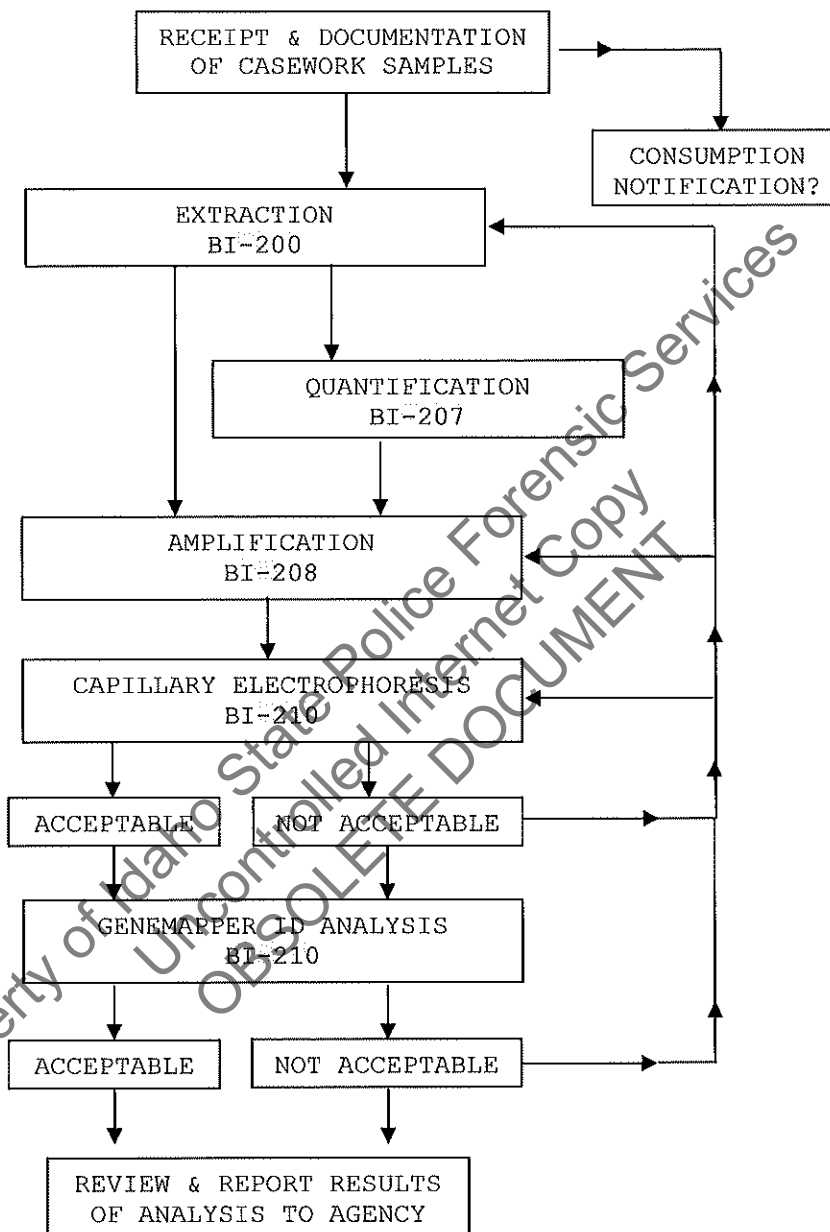 RECEIPT & DOCUMENTATION
OF CASEWORK SAMPLES
CONSUMPTION
NOTIFICATION?
EXTRACTION
BI-200
QUANTIFICATION
BI-207
AMPLIFICATION
BI-208
CAPILLARY ELECTROPHORESIS
BI-210
ACCEPTABLE
NOT ACCEPTABLE
GENEMAPPER ID ANALYSIS
BI-210
ACCEPTABLE
NOT ACCEPTABLE
REVIEW & REPORT RESULTS
OF ANALYSIS TO AGENCY
of Idaho State Police Forensic Services
Uncontrolled Internet Copy
OBSOLETE DOCUMENT